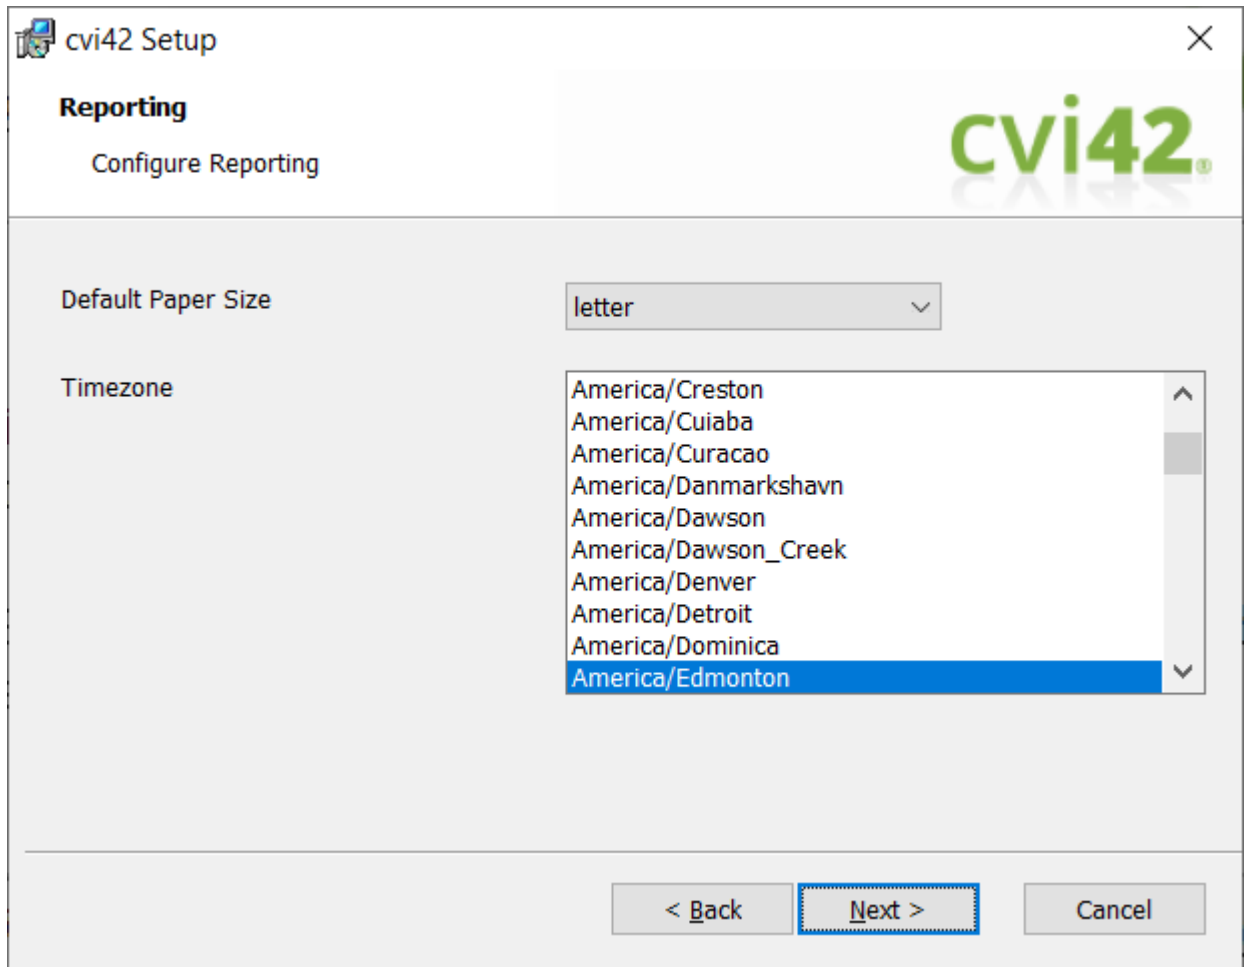 cvi42 Setup
Reporting
Configure Reporting
cvi42®
Default Paper Size
letter
Timezone
America/Creston
America/Cuiaba
America/Curacao
America/Danmarkshavn
America/Dawson
America/Dawson_Creek
America/Denver
America/Detroit
America/Dominica
America/Edmonton
< Back
Next >
Cancel